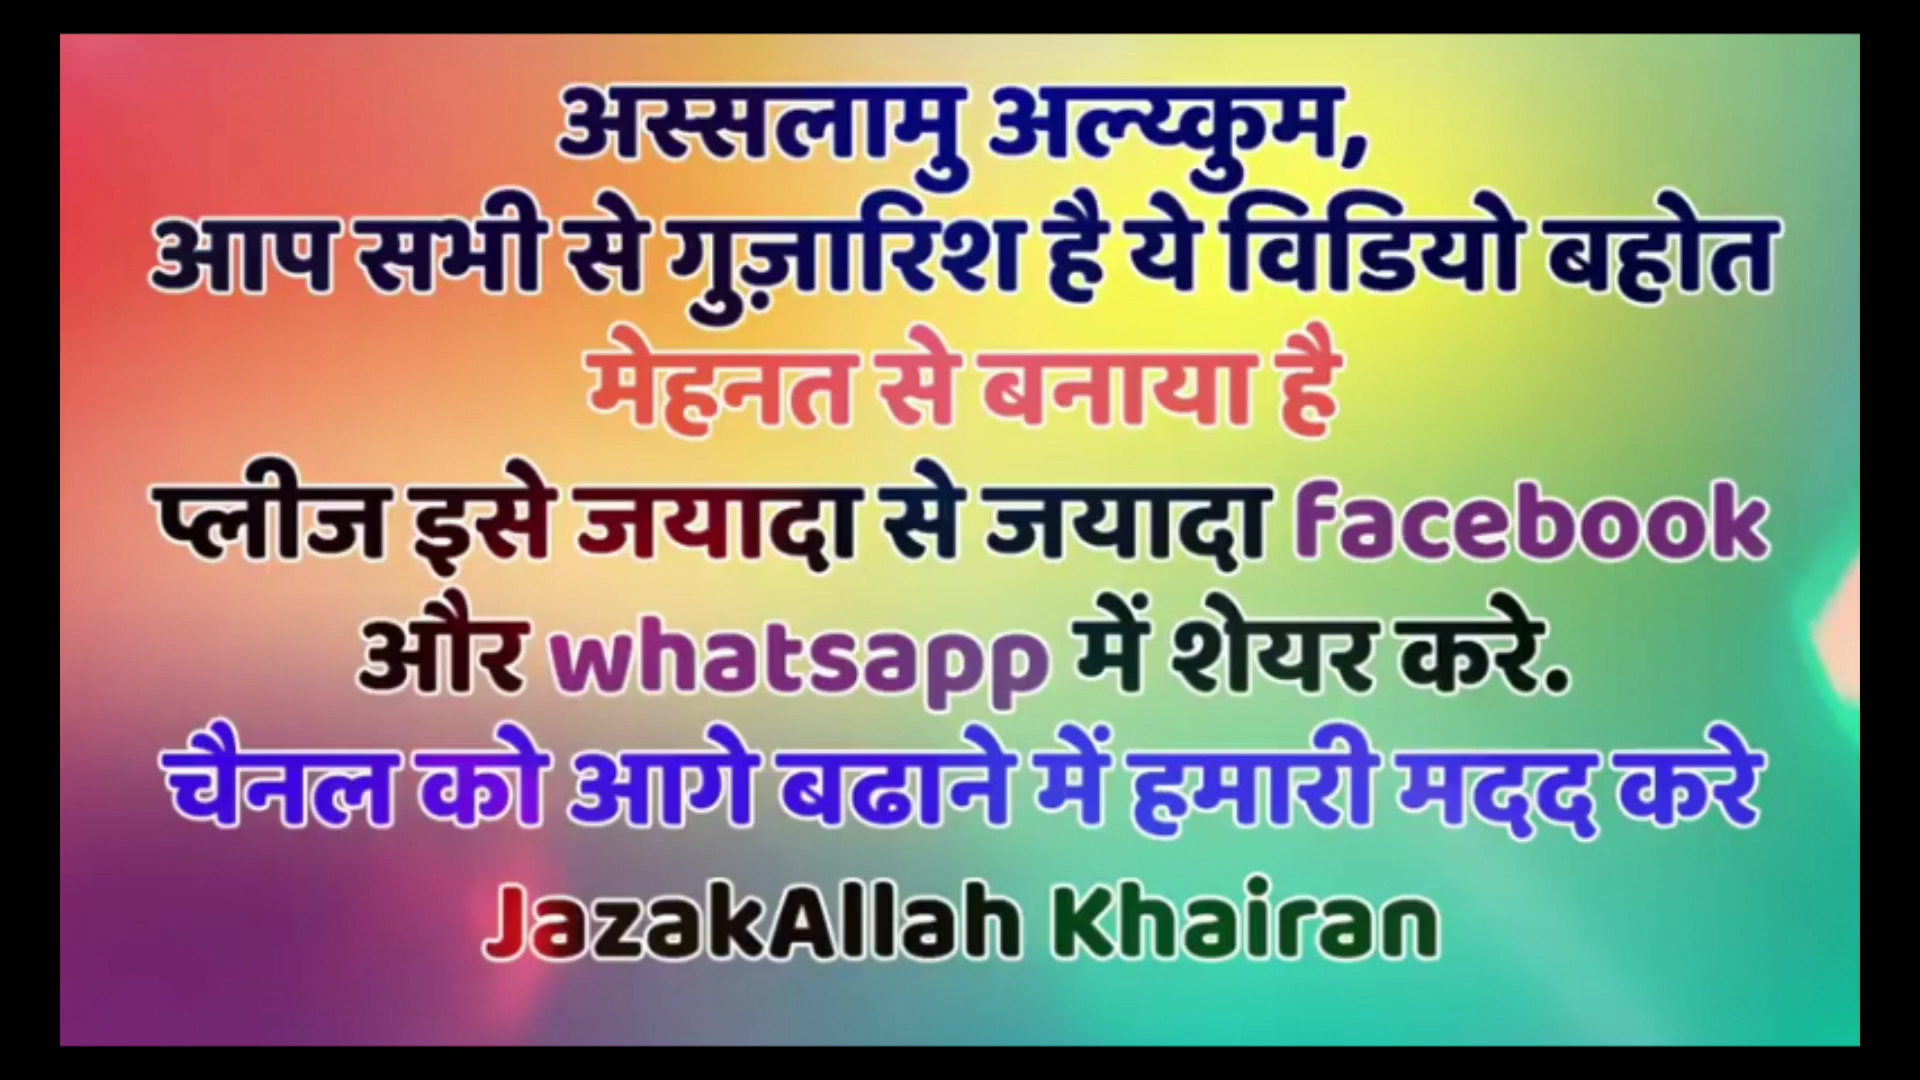 अस्सलामु अल्य्कुम,
आप सभी से गुज़ारिश है ये विडियो बहोत
मेहनत से बनाया है
प्लीज इसे जयादा से जयादा facebook
और whatsapp में शेयर करे.
चैनल को आगे बढाने में हमारी मदद करे
JazakAllah Khairan